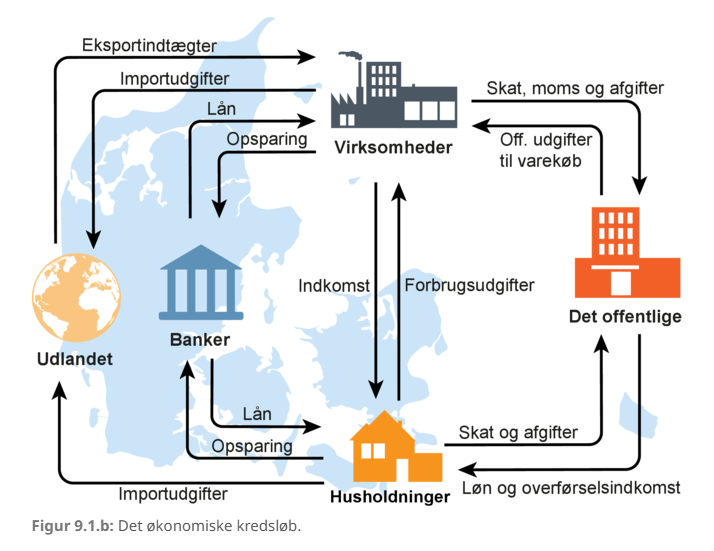 Eksportindtægter
Importudgifter
Lån
Opsparing
Virksomheder
Skat, moms og afgifter
Off. udgifter
til varekøb
Indkomst
Forbrugsudgifter
Det offentlige
Banker
Udlandet
Lån
Opsparing
Importudgifter
Husholdninger
Skat og afgifter
Løn og overførselsindkomst
Figur 9.1.b: Det økonomiske kredsløb.